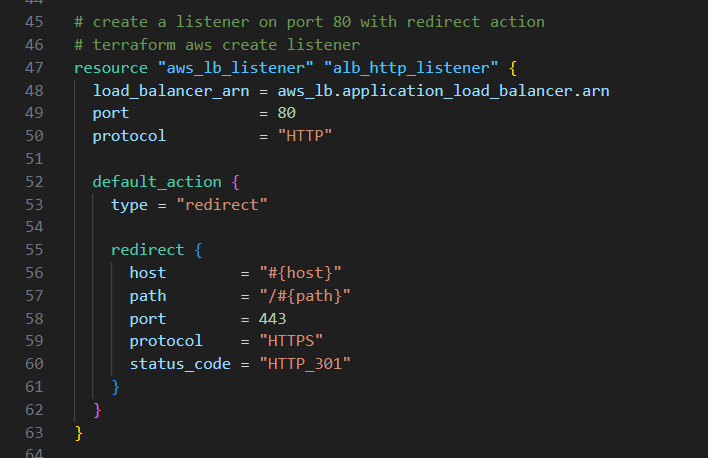 44
45 # create a listener on port 80 with redirect action
46 # terraform aws create listener
47 resource "aws_lb_listener" "alb_http_listener" {
48   load_balancer_arn = aws_lb.application_load_balancer.arn
49   port              = 80
50   protocol          = "HTTP"
51
52   default_action {
53     type = "redirect"
54
55     redirect {
56       host        = "#{host}"
57       path        = "/#{path}"
58       port        = 443
59       protocol    = "HTTPS"
60       status_code = "HTTP_301"
61     }
62   }
63 }
64